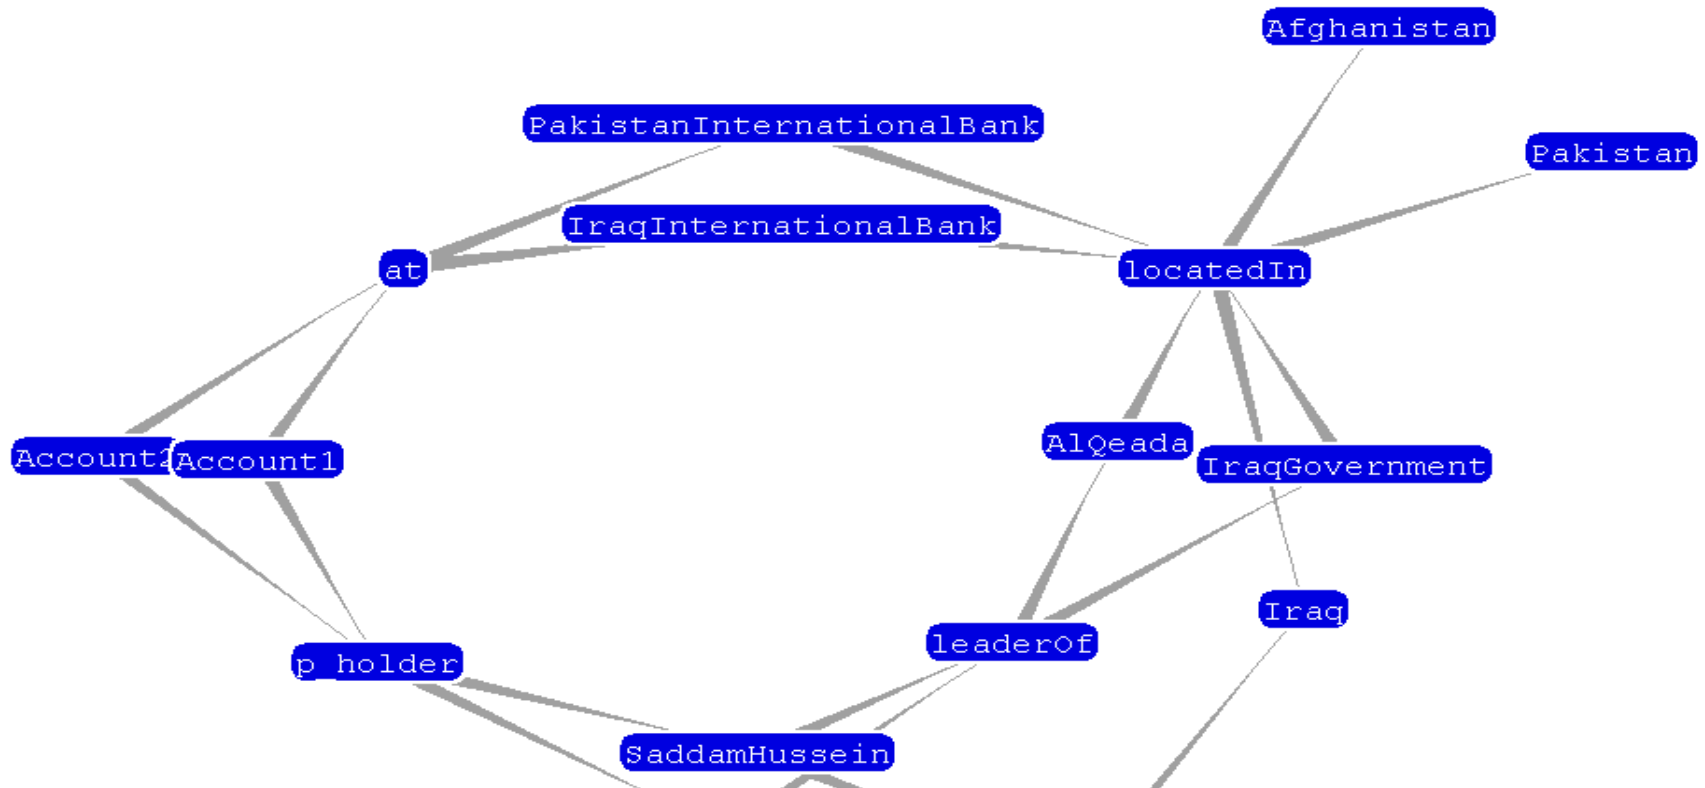 Afghanistan
PakistanInternationalBank
Pakistan
IraqInternationalBank
at
locatedIn
AlQeada
Account2
Account1
IraqGovernment
Iraq
leaderOf
p_holder
SaddamHussein